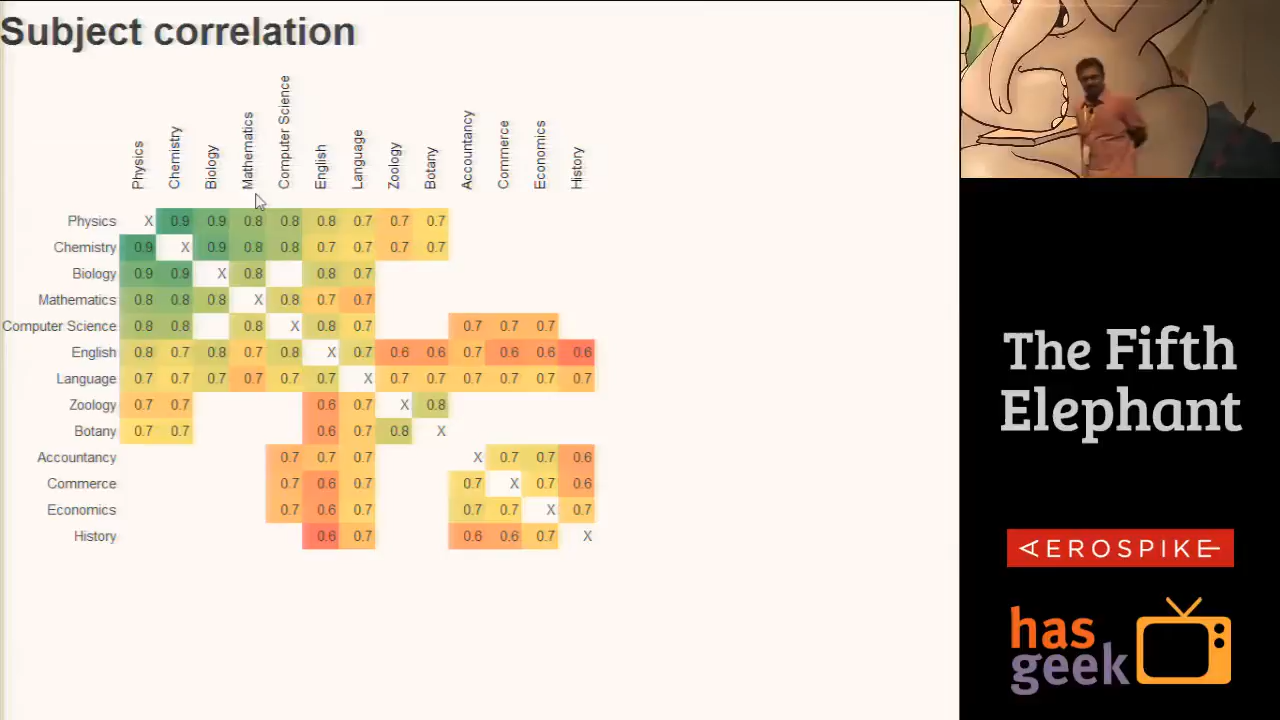 Subject correlation
Physics Chemistry Biology Mathematics Computer Science English Language Zoology Botany Accountancy Commerce Economics History
Physics X 0.9 0.9 0.8 0.8 0.8 0.7 0.7 0.7
Chemistry 0.9 X 0.9 0.8 0.8 0.7 0.7 0.7 0.7
Biology 0.9 0.9 X 0.8 0.8 0.7
Mathematics 0.8 0.8 0.8 X 0.8 0.7 0.7
Computer Science 0.8 0.8 0.8 X 0.8 0.7 0.7 0.7 0.7
English 0.8 0.7 0.8 0.7 0.8 X 0.7 0.6 0.6 0.7 0.6 0.6 0.6
Language 0.7 0.7 0.7 0.7 0.7 0.7 X 0.7 0.7 0.7 0.7 0.7 0.7
Zoology 0.7 0.7 0.6 0.7 X 0.8
Botany 0.7 0.7 0.6 0.7 0.8 X
Accountancy 0.7 0.7 0.7 X 0.7 0.7 0.6
Commerce 0.7 0.6 0.7 0.7 X 0.7 0.6
Economics 0.7 0.6 0.7 0.7 0.7 X 0.7
History 0.6 0.7 0.6 0.6 0.7 X
The Fifth
Elephant
AEROSPIKE
has
geek